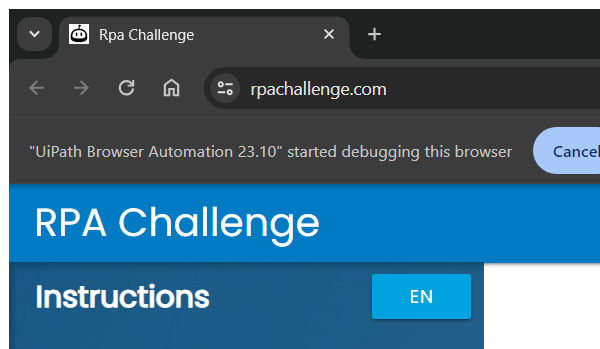 Rpa Challenge
rpachallenge.com
"UiPath Browser Automation 23.10" started debugging this browser
Cancel
RPA Challenge
Instructions
EN